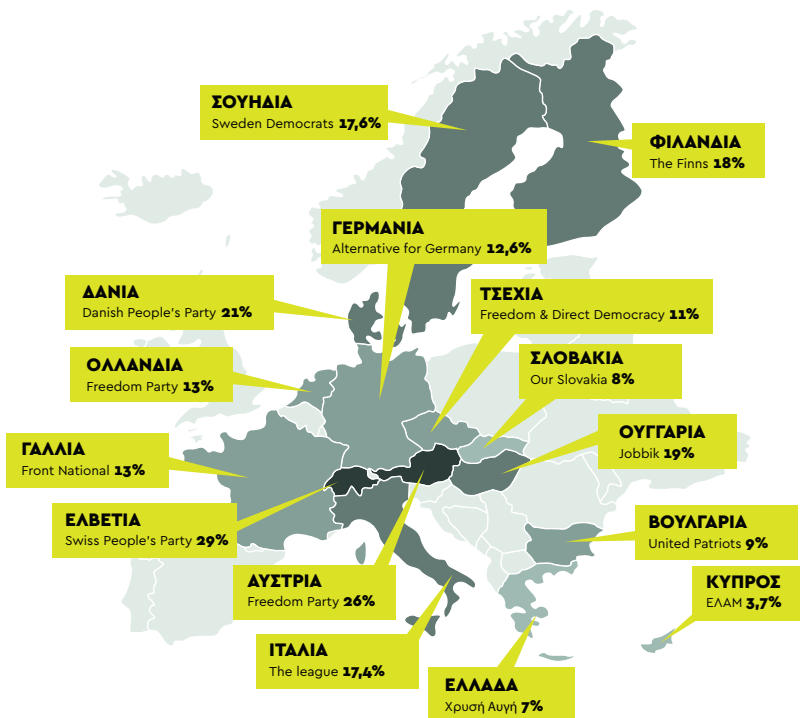 ΣΟΥΗΔΙΑ
Sweden Democrats 17,6%
ΦΙΛΑΝΔΙΑ
The Finns 18%
ΓΕΡΜΑΝΙΑ
Alternative for Germany 12,6%
ΔΑΝΙΑ
Danish People's Party 21%
ΤΣΕΧΙΑ
Freedom & Direct Democracy 11%
ΟΛΛΑΝΔΙΑ
Freedom Party 13%
ΣΛΟΒΑΚΙΑ
Our Slovakia 8%
ΟΥΓΓΑΡΙΑ
Jobbik 19%
ΓΑΛΛΙΑ
Front National 13%
ΕΛΒΕΤΙΑ
Swiss People's Party 29%
ΒΟΥΛΓΑΡΙΑ
United Patriots 9%
ΑΥΣΤΡΙΑ
Freedom Party 26%
ΚΥΠΡΟΣ
ΕΛΑΜ 3,7%
ΙΤΑΛΙΑ
The league 17,4%
ΕΛΛΑΔΑ
Χρυσή Αυγή 7%